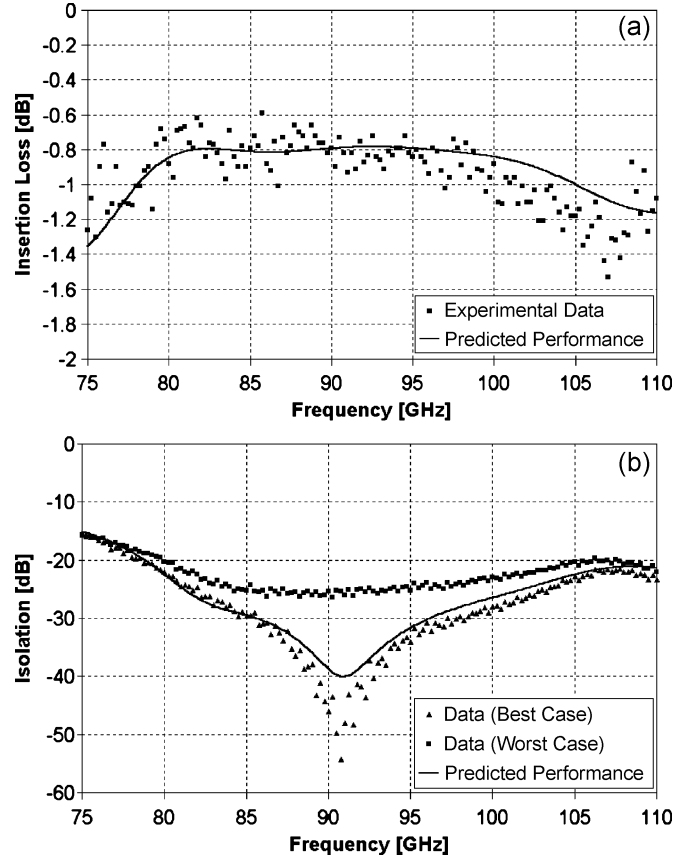 (a)
0
-0.2
-0.4
-0.6
-0.8
-1
-1.2
-1.4
-1.6
-1.8
-2
Insertion Loss [dB]
Experimental Data
Predicted Performance
75 80 85 90 95 100 105 110
Frequency [GHz]
(b)
0
-10
-20
-30
-40
-50
-60
Isolation [dB]
Data (Best Case)
Data (Worst Case)
Predicted Performance
75 80 85 90 95 100 105 110
Frequency [GHz]